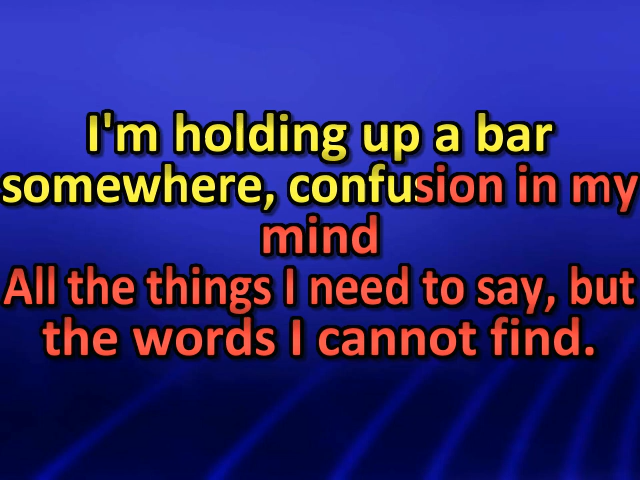 I'm holding up a bar
somewhere, confusion in my
mind
All the things I need to say, but
the words I cannot find.